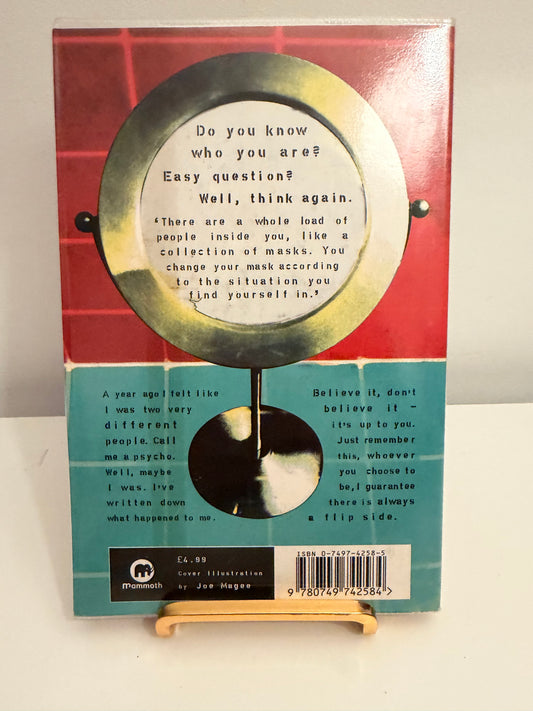 Do you know
who you are?
Easy question?
Well, think again.
'There are a whole load of
people inside you, like a
collection of masks. You
change your mask according
to the situation you
find yourself in.'
A year ago I felt like
I was two very
different
people. Call
me a psycho.
Well, maybe
I was. I've
written down
what happened to me.
Believe it, don't
believe it –
it's up to you.
Just remember
this, whoever
you choose to
be, I guarantee
there is always
a flip side.
mammoth
£4.99
Cover Illustration
by Joe Magee
ISBN 0-7497-4258-5
9 780749 742584 >